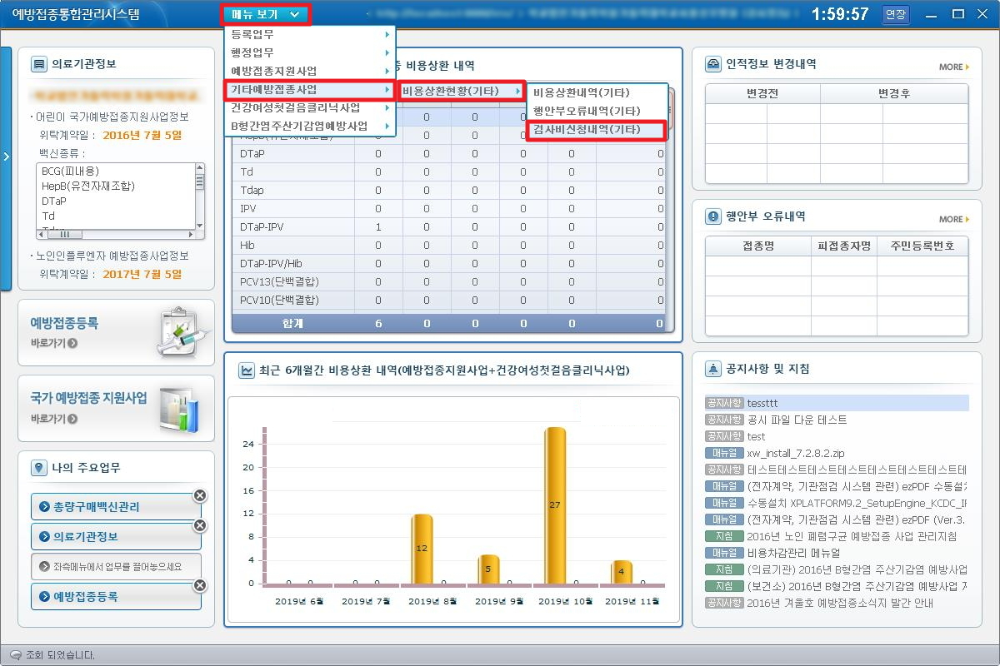 예방접종통합관리시스템
메뉴 보기
1:59:57
연장
등록업무
행정업무
예방접종지원사업
기타예방접종사업
건강여성첫걸음클리닉사업
B형간염주산기감염예방사업
비용상환현황(기타)
비용상환내역(기타)
행안부오류내역(기타)
검사비신청내역(기타)
의료기관정보
· 어린이 국가예방접종지원사업정보
위탁계약일 : 2016년 7월 5일
백신종류 :
BCG(피내용)
HepB(유전자재조합)
DTaP
Td
· 노인인플루엔자 예방접종사업정보
위탁계약일 : 2017년 7월 5일
예방접종등록
바로가기
국가 예방접종 지원사업
바로가기
나의 주요업무
총량구매백신관리
의료기관정보
좌측메뉴에서 업무를 끌어놓으세요
예방접종등록
비용상환 내역
0 0
DTaP 0 0 0 0 0 0
Td 0 0 0 0 0 0
Tdap 0 0 0 0 0 0
IPV 0 0 0 0 0 0
DTaP-IPV 1 0 0 0 0 0
Hib 0 0 0 0 0 0
DTaP-IPV/Hib 0 0 0 0 0 0
PCV13(단백결합) 0 0 0 0 0 0
PCV10(단백결합) 0 0 0 0 0 0
합계 6 0 0 0 0 0
최근 6개월간 비용상환 내역(예방접종지원사업+건강여성첫걸음클리닉사업)
24
20
16
12
8
4
0
0 0 0 0 12 0 5 0 27 0 4 0
2019년 6월 2019년 7월 2019년 8월 2019년 9월 2019년 10월 2019년 11월
인적정보 변경내역
MORE
변경전 변경후
행안부 오류내역
MORE
접종명 피접종자명 주민등록번호
공지사항 및 지침
공지사항 tessttt
공지사항 공시 파일 다운 테스트
공지사항 test
매뉴얼 xw_install_7.2.8.2.zip
공지사항 테스트테스트테스트테스트테스트테스트테스트
매뉴얼 (전자계약, 기관점검 시스템 관련) ezPDF 수동설치
매뉴얼 수동설치 XPLATFORM9.2_SetupEngine_KCDC_IR
매뉴얼 (전자계약, 기관점검 시스템 관련) ezPDF (Ver.3.
지침 2016년 노인 폐렴구균 예방접종 사업 관리지침
매뉴얼 비용차감관리 매뉴얼
지침 (의료기관) 2016년 B형간염 주산기감염 예방사업
지침 (보건소) 2016년 B형간염 주산기감염 예방사업
공지사항 2016년 겨울호 예방접종소식지 발간 안내
조회 되었습니다.